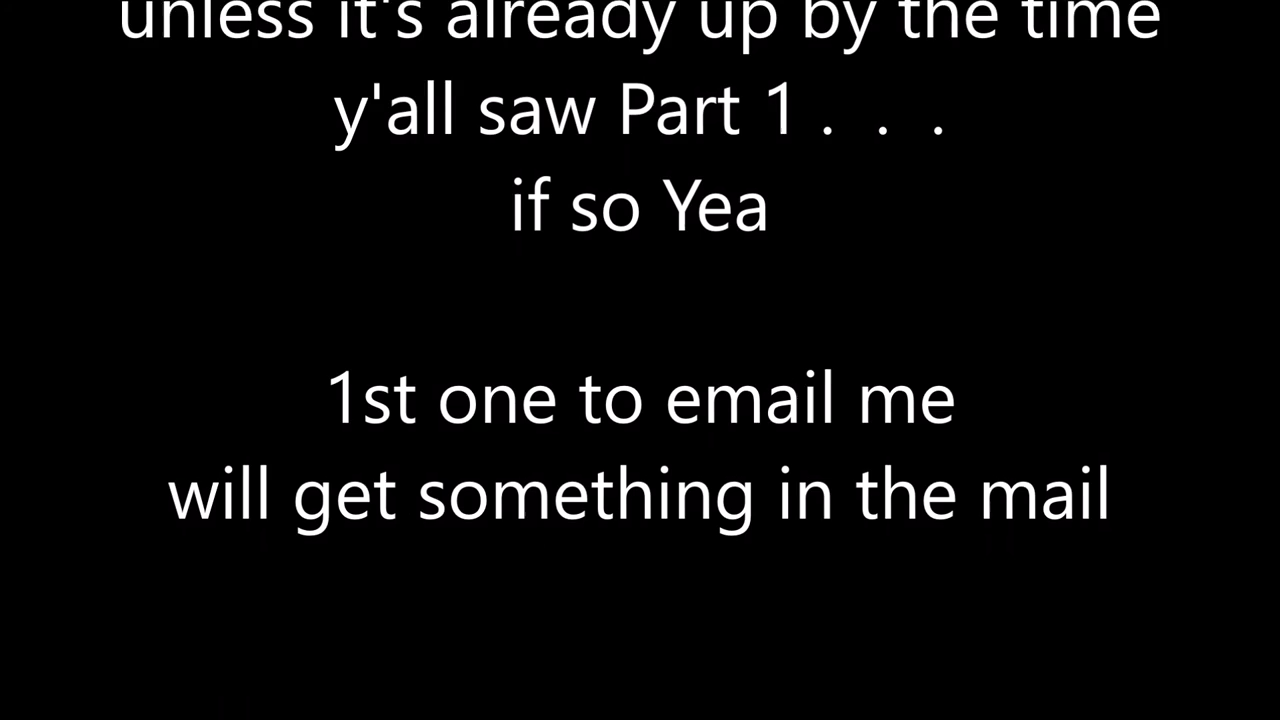 unless it's already up by the time
y'all saw Part 1 .  .  .
if so Yea
1st one to email me
will get something in the mail